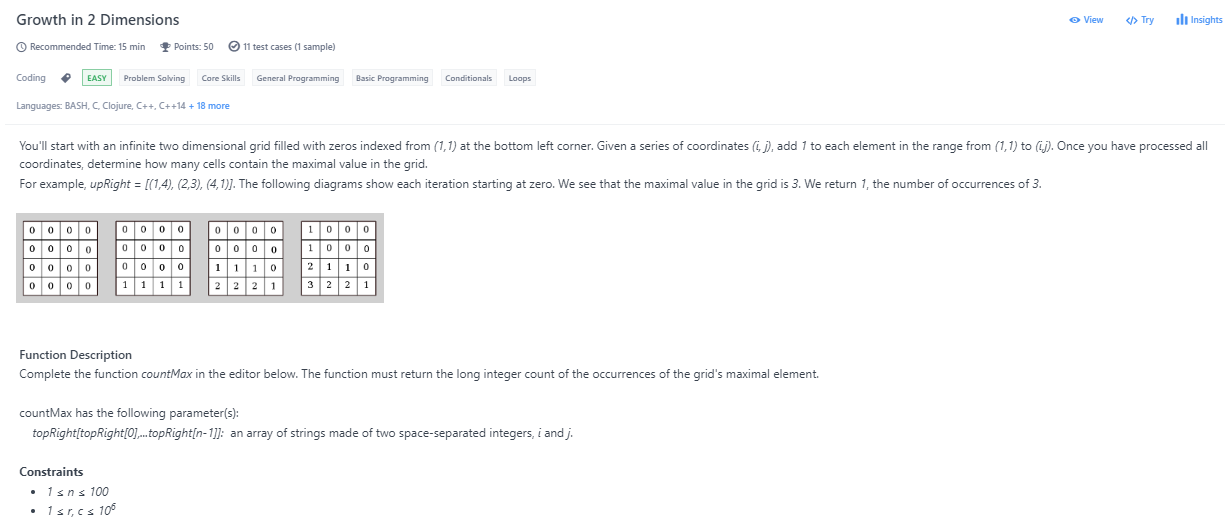 Growth in 2 Dimensions
View Try Insights
Recommended Time: 15 min Points: 50 11 test cases (1 sample)
Coding EASY Problem Solving Core Skills General Programming Basic Programming Conditionals Loops
Languages: BASH, C, Clojure, C++, C++14 + 18 more
You'll start with an infinite two dimensional grid filled with zeros indexed from (1,1) at the bottom left corner. Given a series of coordinates (i, j), add 1 to each element in the range from (1,1) to (i,j). Once you have processed all
coordinates, determine how many cells contain the maximal value in the grid.
For example, upRight = [(1,4), (2,3), (4,1)]. The following diagrams show each iteration starting at zero. We see that the maximal value in the grid is 3. We return 1, the number of occurrences of 3.
0 0 0 0 0 0 0 0 0 0 0 0 1 0 0 0
0 0 0 0 0 0 0 0 0 0 0 0 1 0 0 0
0 0 0 0 0 0 0 0 1 1 1 0 2 1 1 0
0 0 0 0 1 1 1 1 2 2 2 1 3 2 2 1
Function Description
Complete the function countMax in the editor below. The function must return the long integer count of the occurrences of the grid's maximal element.
countMax has the following parameter(s):
topRight[topRight[0],...topRight[n-1]]: an array of strings made of two space-separated integers, i and j.
Constraints
• 1 ≤ n ≤ 100
• 1 ≤ r, c ≤ 10⁶